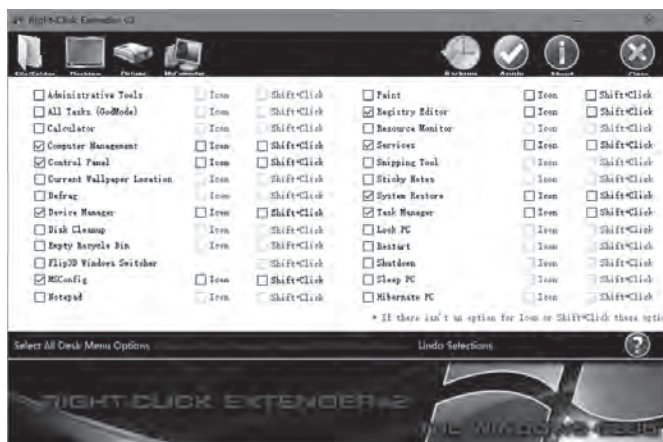 Right-Click Extender v2
File/Folder Desktop Drives MyComputer Backups Apply About Close
Administrative Tools Icon Shift+Click Paint Icon Shift+Click
All Tasks (GodMode) Icon Shift+Click Registry Editor Icon Shift+Click
Calculator Icon Shift+Click Resource Monitor Icon Shift+Click
Computer Management Icon Shift+Click Services Icon Shift+Click
Control Panel Icon Shift+Click Snipping Tool Icon Shift+Click
Current Wallpaper Location Icon Shift+Click Sticky Notes Icon Shift+Click
Defrag Icon Shift+Click System Restore Icon Shift+Click
Device Manager Icon Shift+Click Task Manager Icon Shift+Click
Disk Cleanup Icon Shift+Click Lock PC Icon Shift+Click
Empty Recycle Bin Icon Shift+Click Restart Icon Shift+Click
Flip3D Windows Switcher Shift+Click Shutdown Icon Shift+Click
MSConfig Icon Shift+Click Sleep PC Icon Shift+Click
Notepad Icon Shift+Click Hibernate PC Icon Shift+Click
* If there isn't an option for Icon or Shift+Click these optio
Select All Desk Menu Options Undo Selections
RIGHT-CLICK EXTENDER v2
THE WINDOWS CLUB